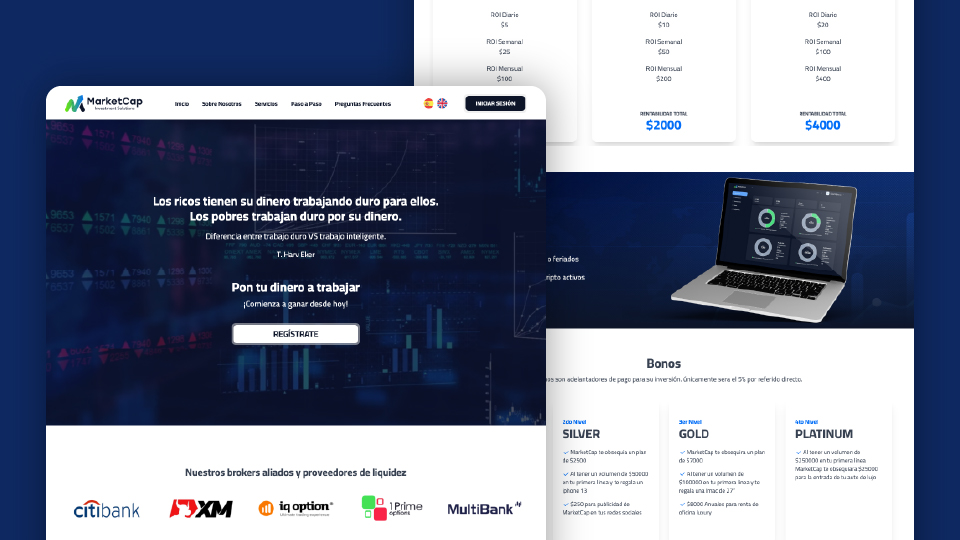 MarketCap
Investment Solutions
Inicio
Sobre Nosotros
Servicios
Paso a Paso
Preguntas Frecuentes
INICIAR SESIÓN
Los ricos tienen su dinero trabajando duro para ellos.
Los pobres trabajan duro por su dinero.
Diferencia entre trabajo duro VS trabajo inteligente.
T. Harv Eker
Pon tu dinero a trabajar
¡Comienza a ganar desde hoy!
REGÍSTRATE
Nuestros brokers aliados y proveedores de liquidez
citibank
XM
iq option
1Prime
options
MultiBank
ROI Diario
$5
ROI Semanal
$25
ROI Mensual
$100
ROI Diario
$10
ROI Semanal
$50
ROI Mensual
$200
RENTABILIDAD TOTAL
$2000
ROI Diario
$20
ROI Semanal
$100
ROI Mensual
$400
RENTABILIDAD TOTAL
$4000
o feriados
ripto activos
Bonos
son adelantadores de pago para su inversión, únicamente sera el 5% por referido directo.
2do Nivel
SILVER
MarketCap te obsequia un plan
de $2500
Al tener un volumen de $50000
en tu primera linea y te regala un
iphone 13
$250 para publicidad de
MarketCap en tus redes sociales
3er Nivel
GOLD
MarketCap te obsequia un plan
de $7000
Al tener un volumen de
$100000 en tu primera linea y te
regala una imac de 27"
$8000 Anuales para renta de
oficina luxury
4to Nivel
PLATINUM
Al tener un volumen de
$250000 en tu primera linea
MarketCap te obsequiara $25000
para la entrada de tu auto de lujo